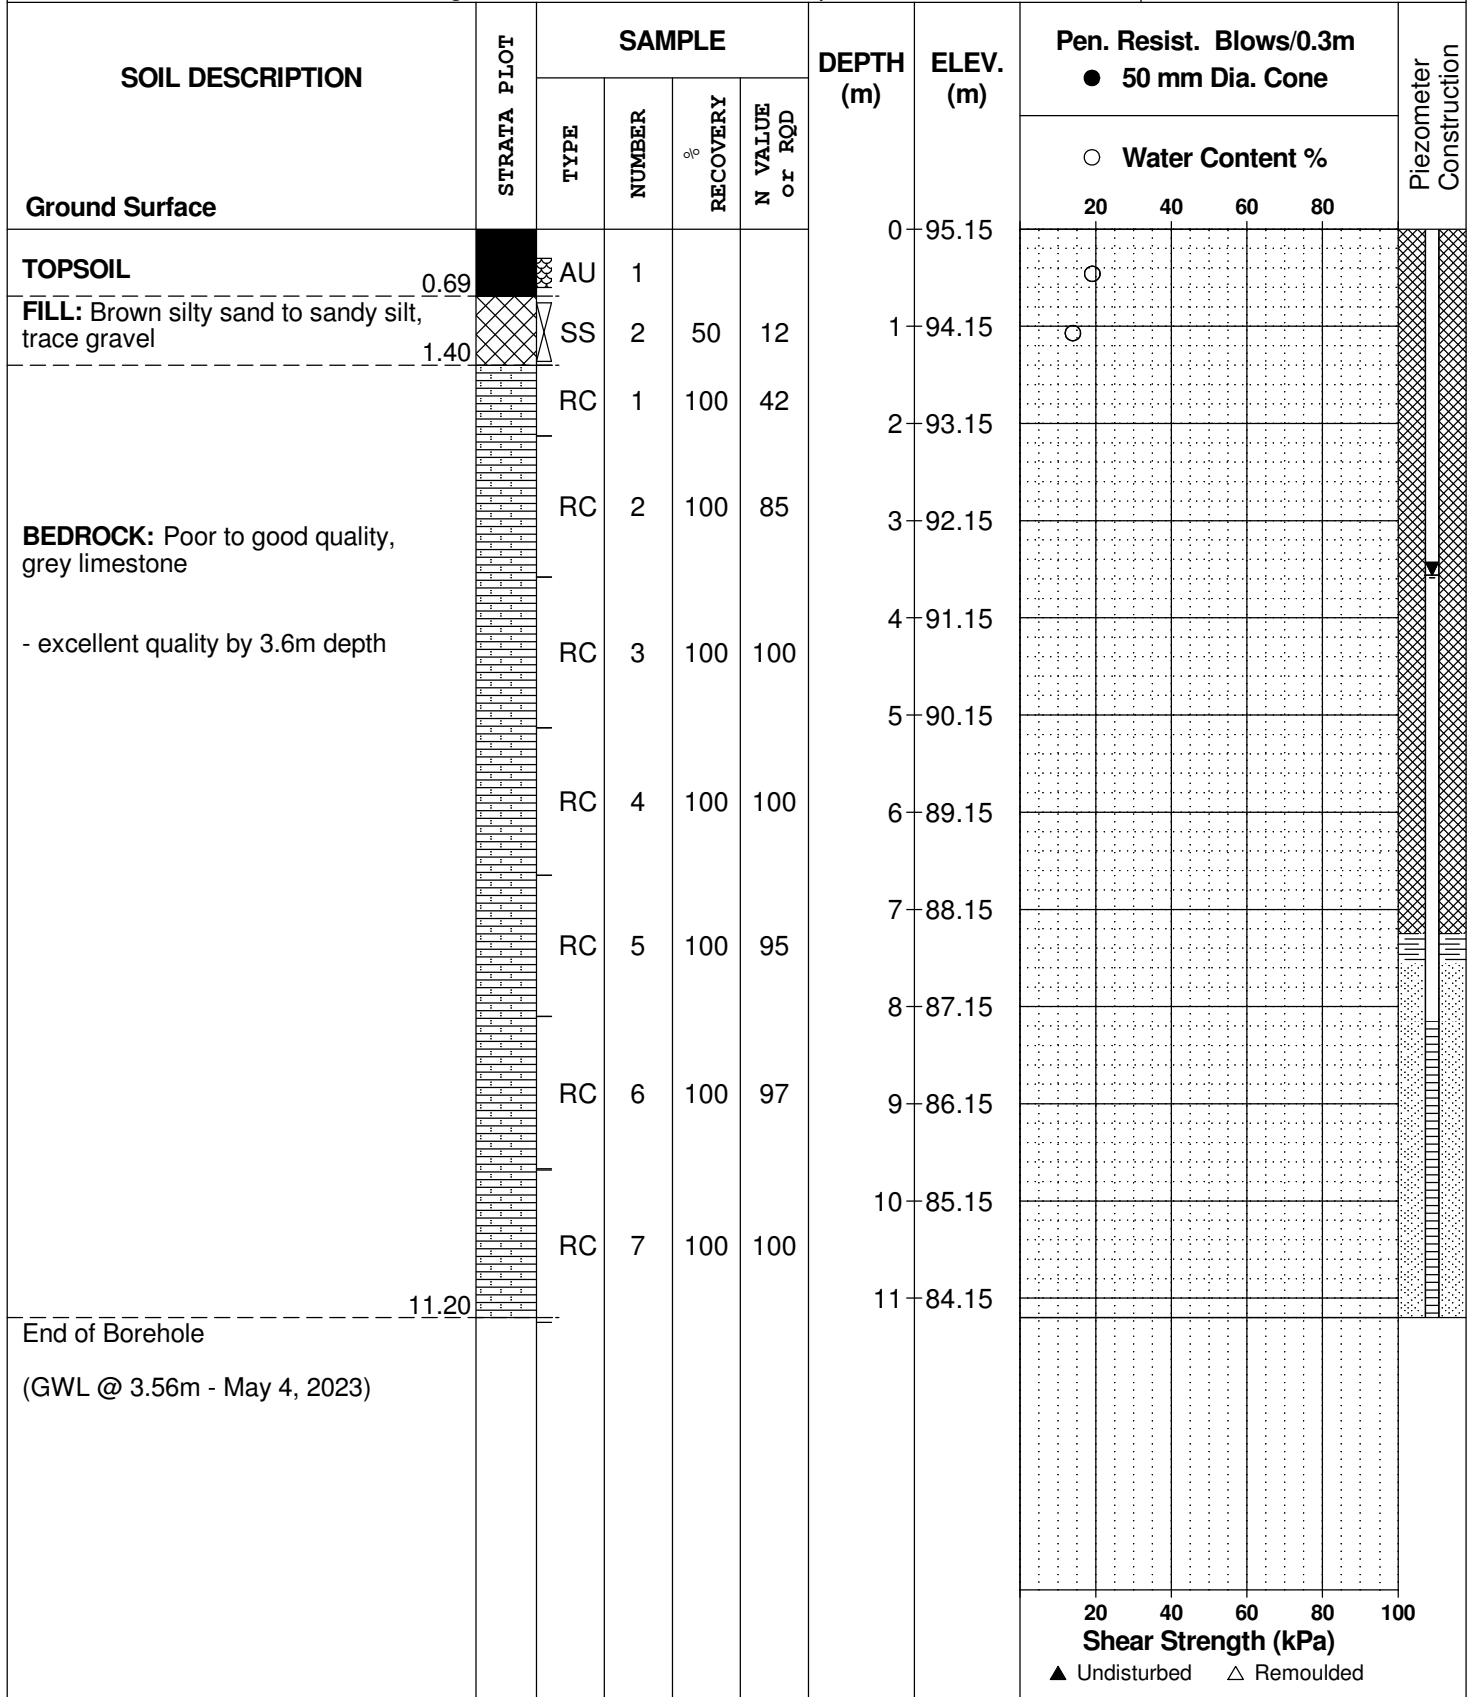 SOIL DESCRIPTION
STRATA PLOT
SAMPLE
TYPE
NUMBER
% RECOVERY
N VALUE or RQD
DEPTH (m)
ELEV. (m)
Pen. Resist. Blows/0.3m
● 50 mm Dia. Cone
○ Water Content %
Piezometer Construction
Ground Surface
20 40 60 80
0 95.15
TOPSOIL
0.69
AU 1
FILL: Brown silty sand to sandy silt,
trace gravel
1.40
SS 2 50 12
1 94.15
RC 1 100 42
2 93.15
RC 2 100 85
3 92.15
BEDROCK: Poor to good quality,
grey limestone
4 91.15
- excellent quality by 3.6m depth
RC 3 100 100
5 90.15
RC 4 100 100
6 89.15
7 88.15
RC 5 100 95
8 87.15
RC 6 100 97
9 86.15
10 85.15
RC 7 100 100
11 84.15
11.20
End of Borehole
(GWL @ 3.56m - May 4, 2023)
20 40 60 80 100
Shear Strength (kPa)
▲ Undisturbed △ Remoulded